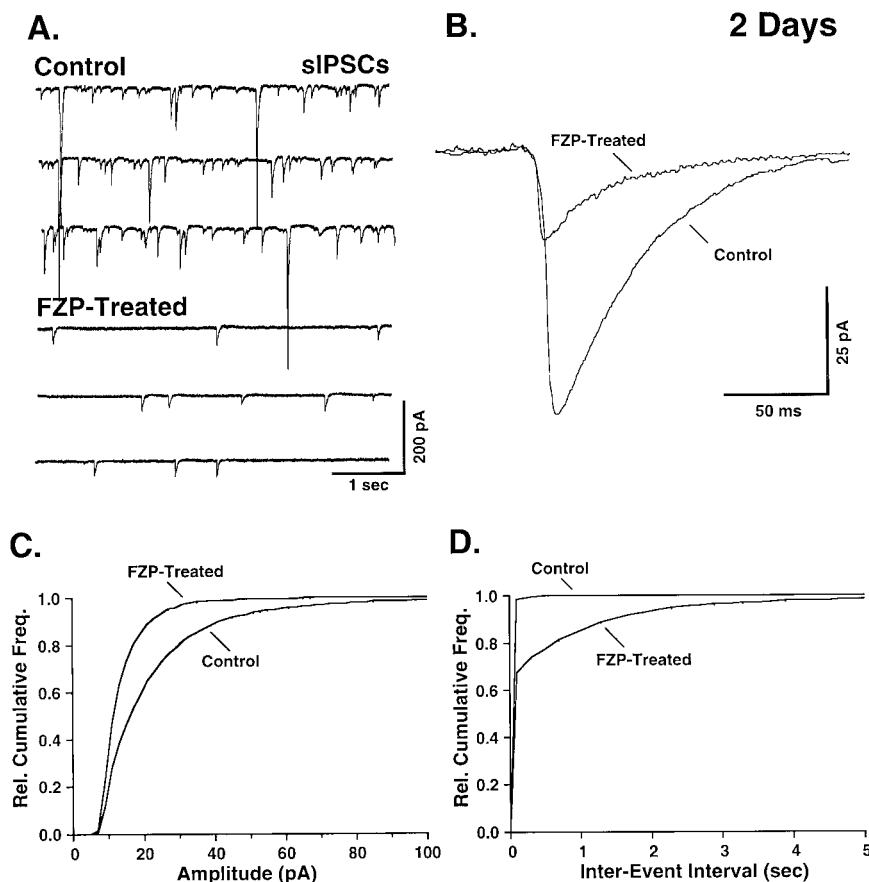 A.
B.
2 Days
Control
sIPSCs
FZP-Treated
Control
25 pA
50 ms
FZP-Treated
200 pA
1 sec
C.
FZP-Treated
Control
Rel. Cumulative Freq.
1.0
0.8
0.6
0.4
0.2
0.0
0 20 40 60 80 100
Amplitude (pA)
D.
Control
FZP-Treated
Rel. Cumulative Freq.
1.0
0.8
0.6
0.4
0.2
0.0
0 1 2 3 4 5
Inter-Event Interval (sec)